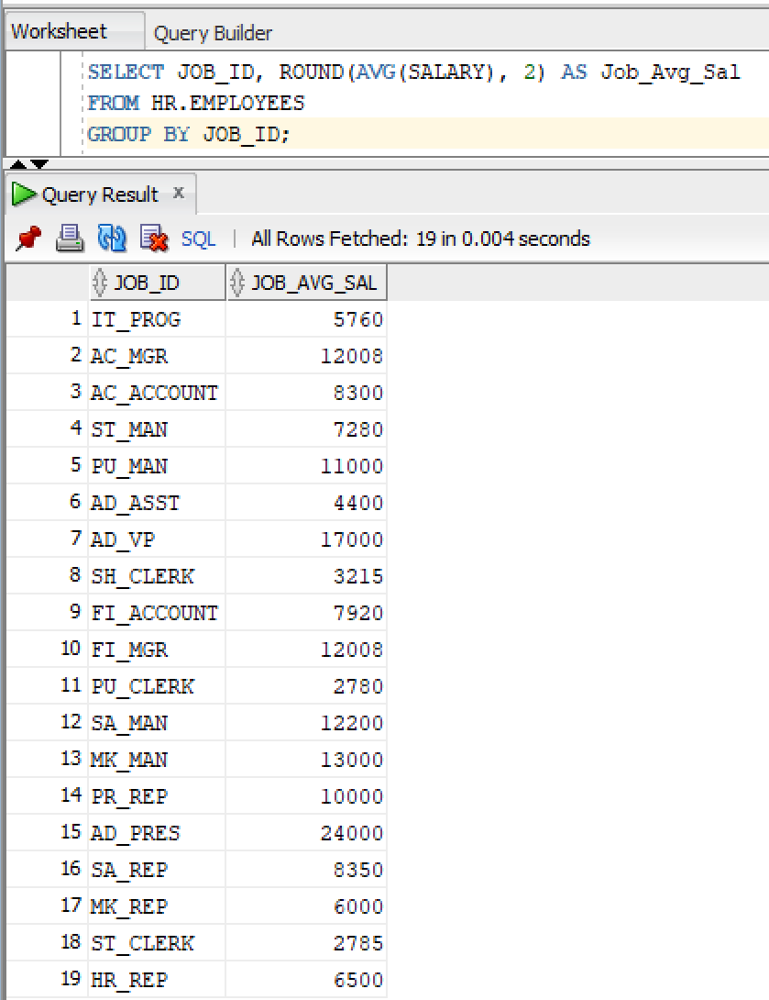 Worksheet Query Builder
SELECT JOB_ID, ROUND(AVG(SALARY), 2) AS Job_Avg_Sal
FROM HR.EMPLOYEES
GROUP BY JOB_ID;
Query Result x
SQL | All Rows Fetched: 19 in 0.004 seconds
JOB_ID JOB_AVG_SAL
1 IT_PROG 5760
2 AC_MGR 12008
3 AC_ACCOUNT 8300
4 ST_MAN 7280
5 PU_MAN 11000
6 AD_ASST 4400
7 AD_VP 17000
8 SH_CLERK 3215
9 FI_ACCOUNT 7920
10 FI_MGR 12008
11 PU_CLERK 2780
12 SA_MAN 12200
13 MK_MAN 13000
14 PR_REP 10000
15 AD_PRES 24000
16 SA_REP 8350
17 MK_REP 6000
18 ST_CLERK 2785
19 HR_REP 6500